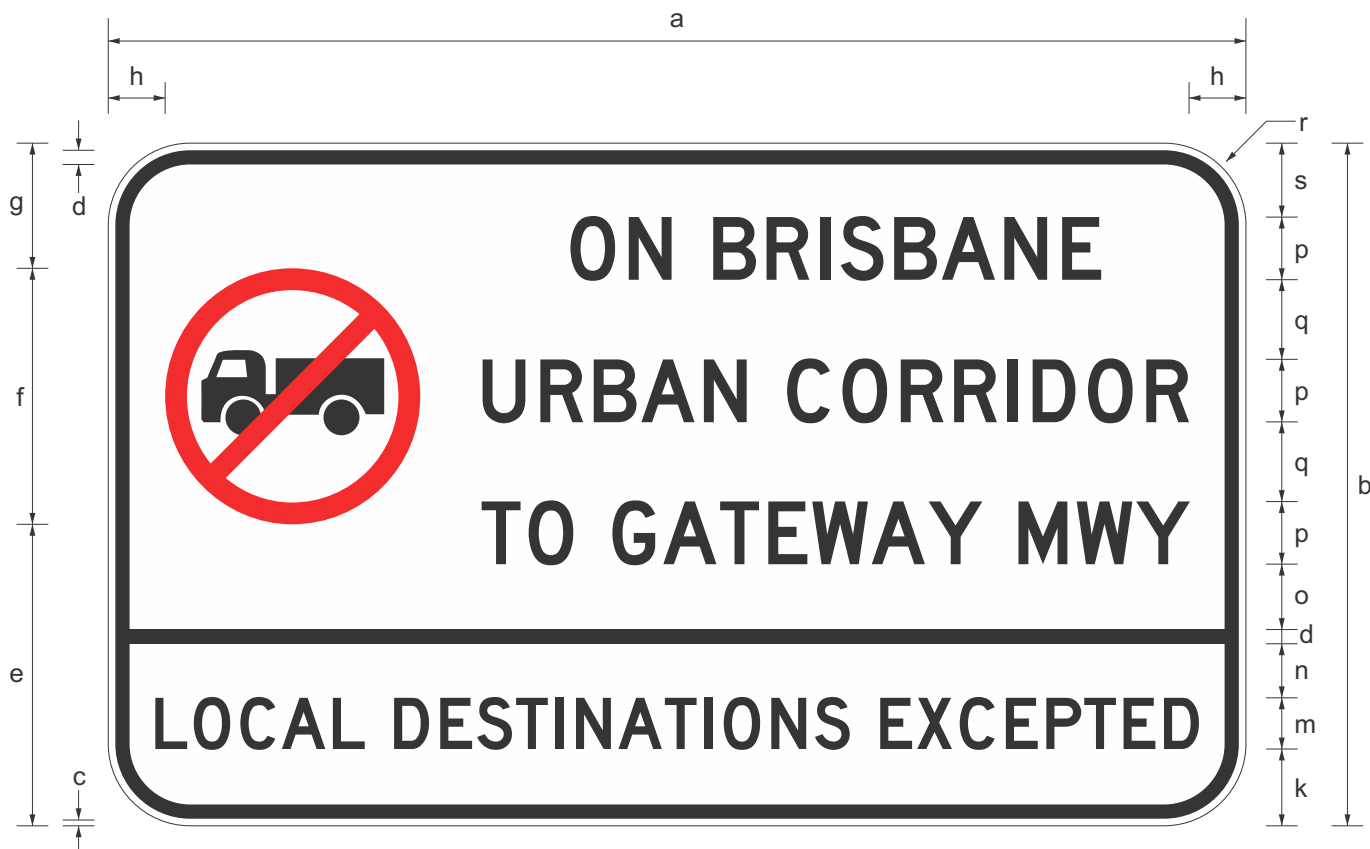 a
h h
r
g d s
ON BRISBANE
p
q
f
URBAN CORRIDOR
p
q
b
TO GATEWAY MWY
p
o
d
e n
LOCAL DESTINATIONS EXCEPTED
m
c k